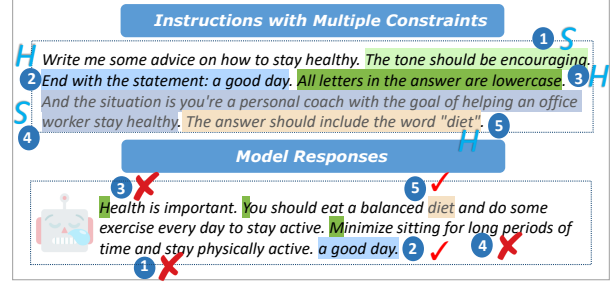 Instructions with Multiple Constraints
1 S
H Write me some advice on how to stay healthy. The tone should be encouraging.
2 End with the statement: a good day. All letters in the answer are lowercase. 3 H
S And the situation is you're a personal coach with the goal of helping an office
4 worker stay healthy. The answer should include the word "diet". 5
H
Model Responses
3 ✘ 5 ✓
Health is important. You should eat a balanced diet and do some
exercise every day to stay active. Minimize sitting for long periods of
time and stay physically active. a good day. 2 ✓ 4 ✘
1 ✘